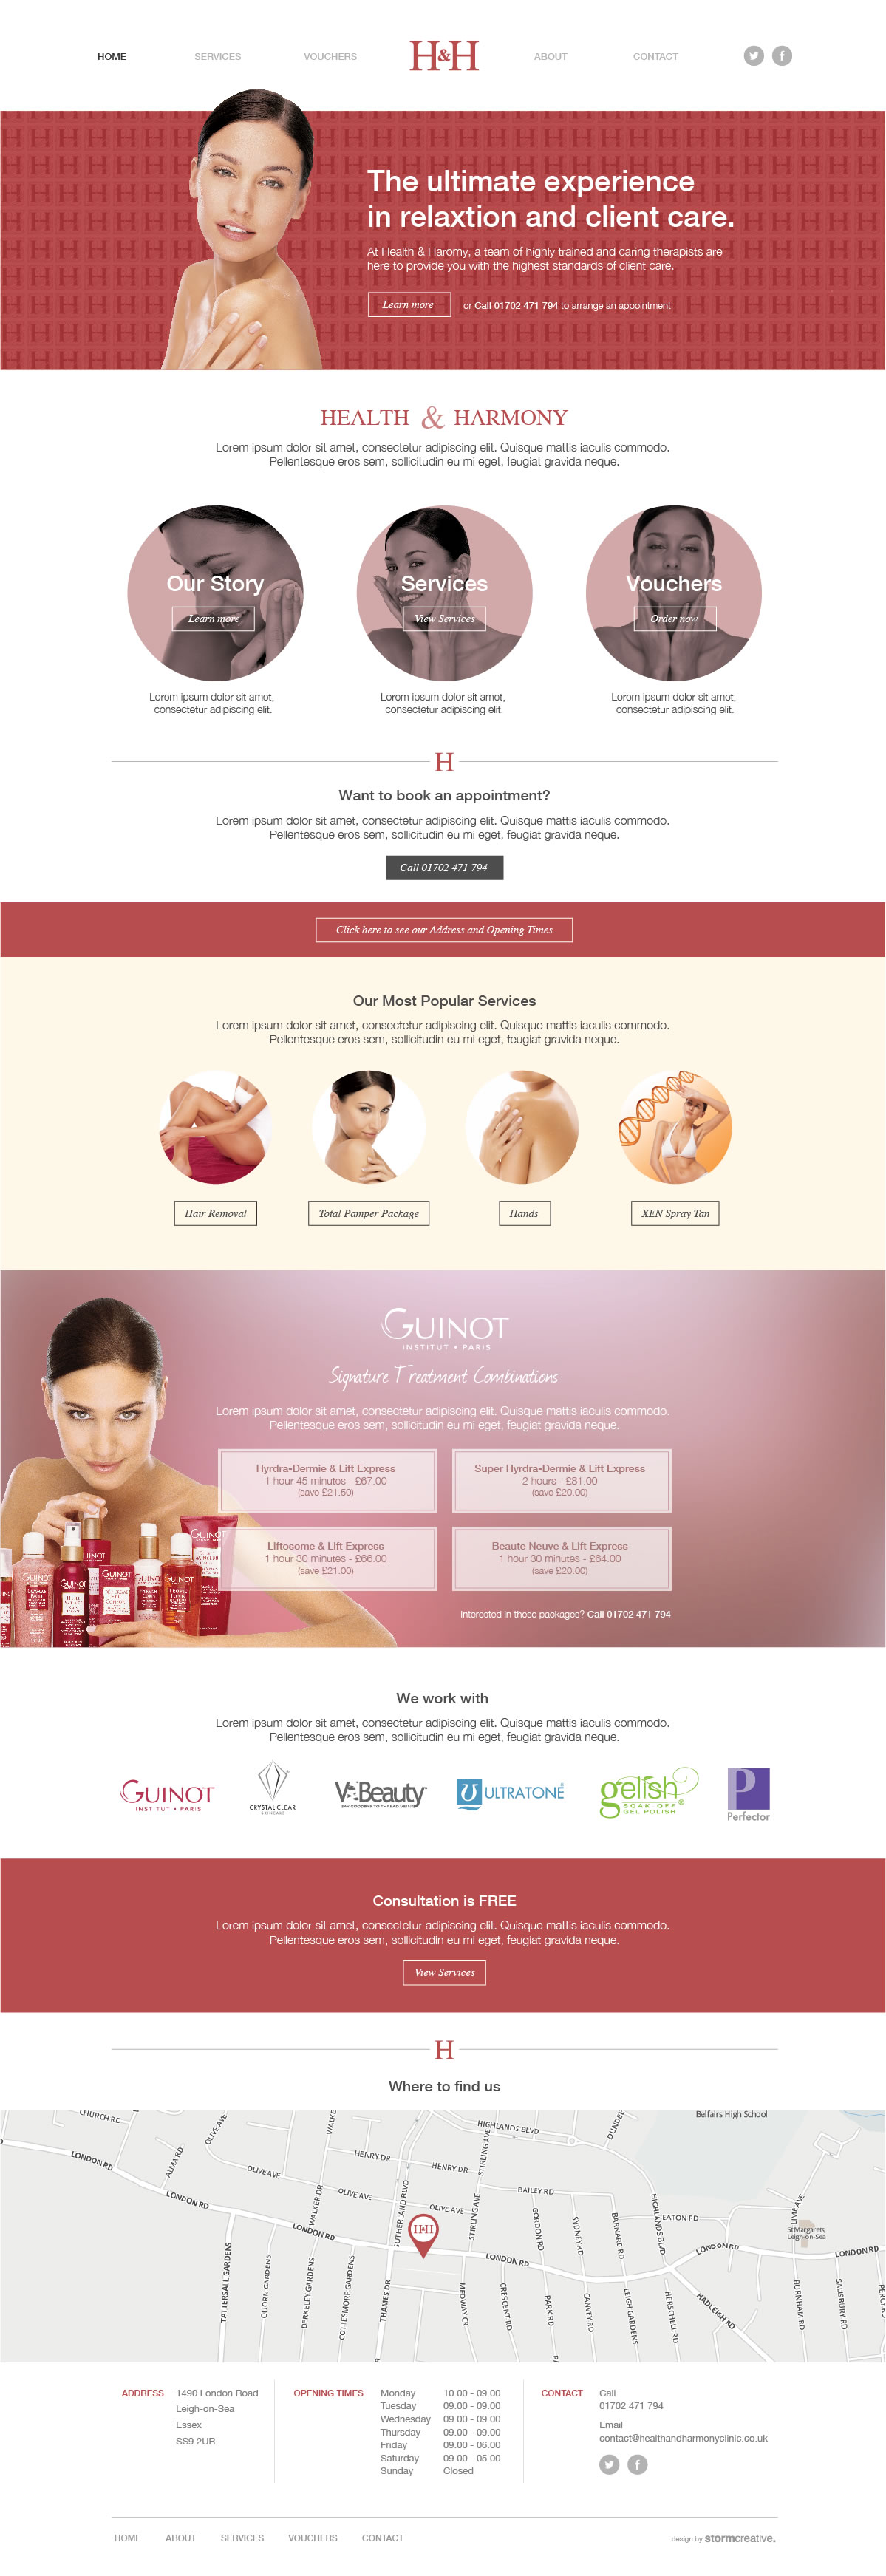 HOME
SERVICES
VOUCHERS
H&H
ABOUT
CONTACT
The ultimate experience
in relaxtion and client care.
At Health & Haromy, a team of highly trained and caring therapists are
here to provide you with the highest standards of client care.
Learn more
or Call 01702 471 794 to arrange an appointment
HEALTH & HARMONY
Lorem ipsum dolor sit amet, consectetur adipiscing elit. Quisque mattis iaculis commodo.
Pellentesque eros sem, sollicitudin eu mi eget, feugiat gravida neque.
Our Story
Learn more
Lorem ipsum dolor sit amet,
consectetur adipiscing elit.
Services
View Services
Lorem ipsum dolor sit amet,
consectetur adipiscing elit.
Vouchers
Order now
Lorem ipsum dolor sit amet,
consectetur adipiscing elit.
H
Want to book an appointment?
Lorem ipsum dolor sit amet, consectetur adipiscing elit. Quisque mattis iaculis commodo.
Pellentesque eros sem, sollicitudin eu mi eget, feugiat gravida neque.
Call 01702 471 794
Click here to see our Address and Opening Times
Our Most Popular Services
Lorem ipsum dolor sit amet, consectetur adipiscing elit. Quisque mattis iaculis commodo.
Pellentesque eros sem, sollicitudin eu mi eget, feugiat gravida neque.
Hair Removal
Total Pamper Package
Hands
XEN Spray Tan
GUINOT
INSTITUT • PARIS
Signature Treatment Combinations
Lorem ipsum dolor sit amet, consectetur adipiscing elit. Quisque mattis iaculis commodo.
Pellentesque eros sem, sollicitudin eu mi eget, feugiat gravida neque.
Hyrdra-Dermie & Lift Express
1 hour 45 minutes - £67.00
(save £21.50)
Super Hyrdra-Dermie & Lift Express
2 hours - £81.00
(save £20.00)
Liftosome & Lift Express
1 hour 30 minutes - £66.00
(save £21.00)
Beaute Neuve & Lift Express
1 hour 30 minutes - £64.00
(save £20.00)
Interested in these packages? Call 01702 471 794
GUINOT
GUINOT
GUINOT
GUINOT
GUINOT
GUINOT
GUINOT
We work with
Lorem ipsum dolor sit amet, consectetur adipiscing elit. Quisque mattis iaculis commodo.
Pellentesque eros sem, sollicitudin eu mi eget, feugiat gravida neque.
GUINOT
INSTITUT • PARIS
CRYSTAL CLEAR
SKINCARE
V-Beauty
U ULTRATONE
gelish
SOAK OFF
GEL POLISH
P
Perfector
Consultation is FREE
Lorem ipsum dolor sit amet, consectetur adipiscing elit. Quisque mattis iaculis commodo.
Pellentesque eros sem, sollicitudin eu mi eget, feugiat gravida neque.
View Services
H
Where to find us
CHURCH RD
OLIVE AVE
WALKE
HIGHLANDS BLVD
DUNDEE
Belfairs High School
LONDON RD
ALMA RD
OLIVE AVE
HENRY DR
HENRY DR
STIRLING AVE
LONDON RD
WALKER DR
OLIVE AVE
SUTHERLAND BLVD
OLIVE AVE
STIRLING AVE
BAILEY RD
GORDON RD
SYDNEY RD
BARNARD RD
HIGHLANDS BLVD
EATON RD
LIME AVE
St Margarets,
Leigh-on-Sea
LONDON RD
H&H
LONDON RD
LONDON RD
LONDON RD
TATTERSALL GARDENS
QUORN GARDENS
BERKELEY GARDENS
COTTESMORE GARDENS
THAMES DR
MEDWAY CR
CRESCENT RD
PARK RD
CANVEY RD
LEIGH GARDENS
HERSCHELL RD
HADLEIGH RD
BURNHAM RD
SALISBURY RD
ADDRESS
1490 London Road
Leigh-on-Sea
Essex
SS9 2UR
OPENING TIMES
Monday 10.00 - 09.00
Tuesday 09.00 - 09.00
Wednesday 09.00 - 09.00
Thursday 09.00 - 09.00
Friday 09.00 - 06.00
Saturday 09.00 - 05.00
Sunday Closed
CONTACT
Call
01702 471 794
Email
contact@healthandharmonyclinic.co.uk
HOME
ABOUT
SERVICES
VOUCHERS
CONTACT
design by stormcreative.